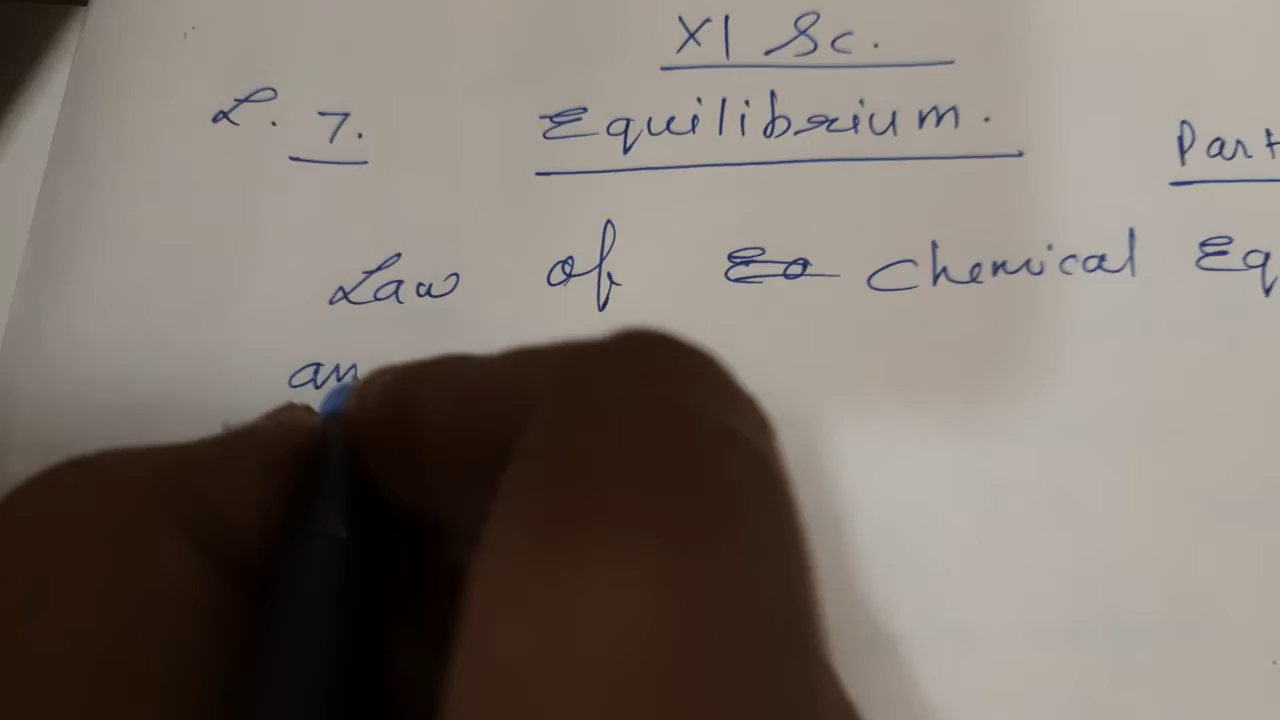 XI Sc.
L. 7. Equilibrium. Part
Law of Chemical Eq
an